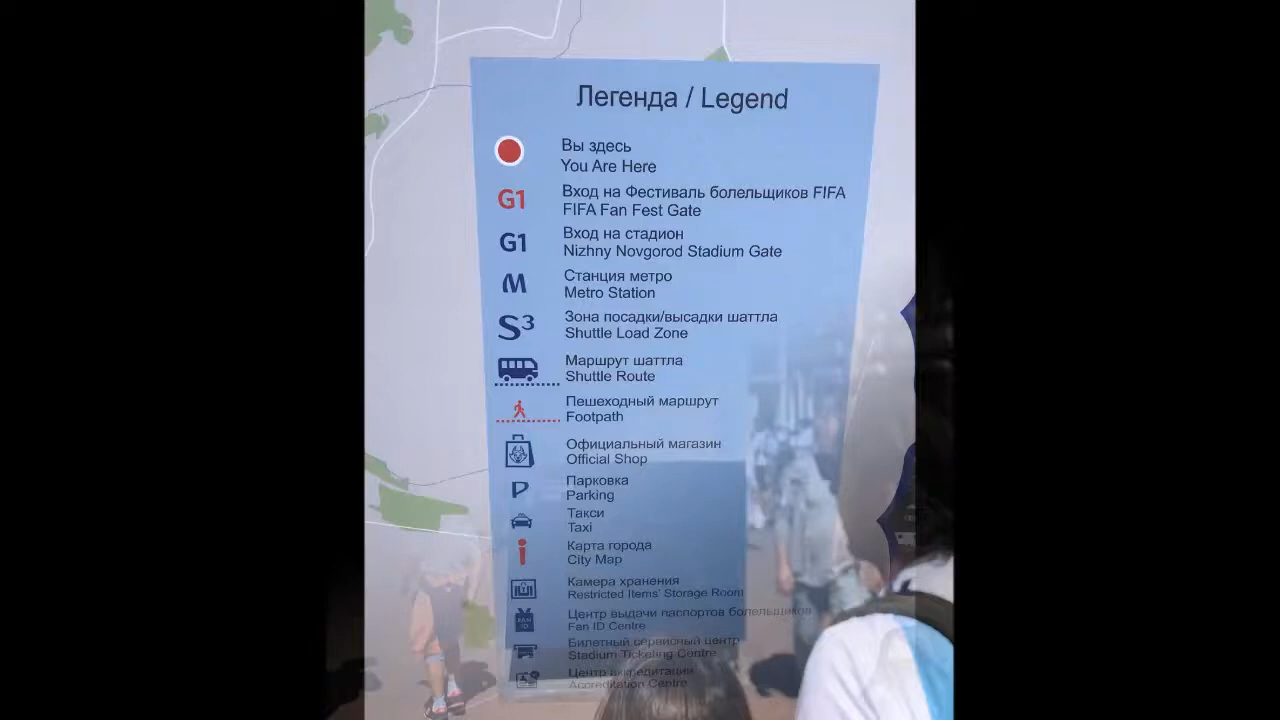 Легенда / Legend
Вы здесь
You Are Here
G1 Вход на Фестиваль болельщиков FIFA
FIFA Fan Fest Gate
G1 Вход на стадион
Nizhny Novgorod Stadium Gate
M Станция метро
Metro Station
S3 Зона посадки/высадки шаттла
Shuttle Load Zone
Маршрут шаттла
Shuttle Route
Пешеходный маршрут
Footpath
Официальный магазин
Official Shop
P Парковка
Parking
Такси
Taxi
i Карта города
City Map
Камера хранения
Restricted Items' Storage Room
FAN ID Центр выдачи паспортов болельщиков
Fan ID Centre
Билетный сервисный центр
Stadium Ticketing Centre
Центр аккредитации
Accreditation Centre